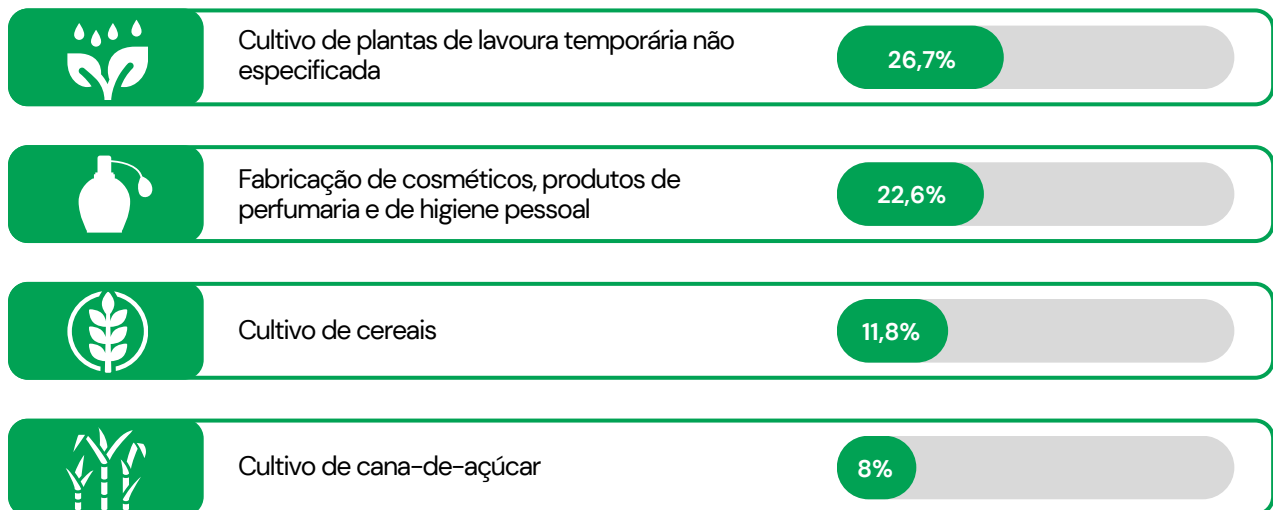 Cultivo de plantas de lavoura temporária não
especificada
26,7%
Fabricação de cosméticos, produtos de
perfumaria e de higiene pessoal
22,6%
Cultivo de cereais
11,8%
Cultivo de cana-de-açúcar
8%